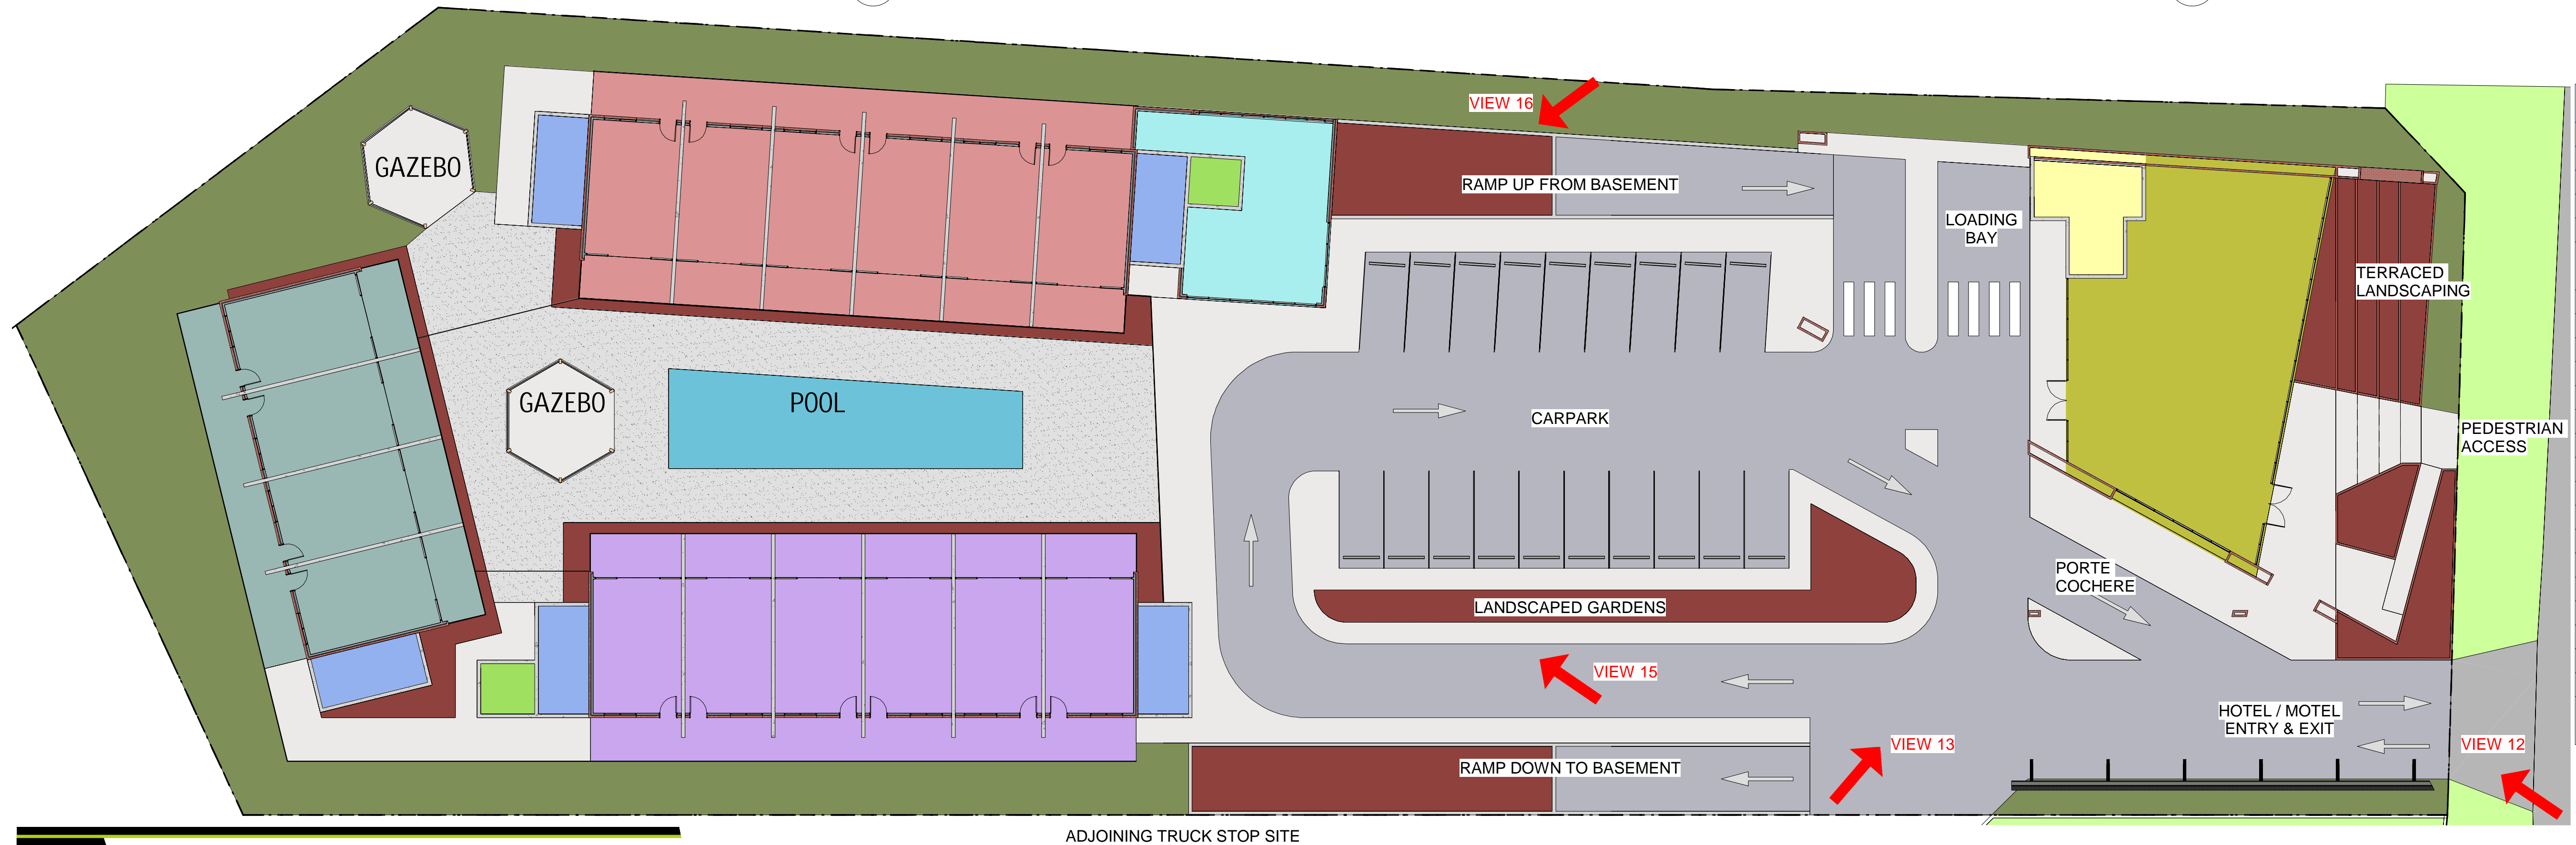 VIEW 16
GAZEBO
RAMP UP FROM BASEMENT
LOADING
BAY
TERRACED
LANDSCAPING
GAZEBO
POOL
CARPARK
PEDESTRIAN
ACCESS
PORTE
COCHERE
LANDSCAPED GARDENS
VIEW 15
HOTEL / MOTEL
ENTRY & EXIT
VIEW 13
VIEW 12
RAMP DOWN TO BASEMENT
ADJOINING TRUCK STOP SITE